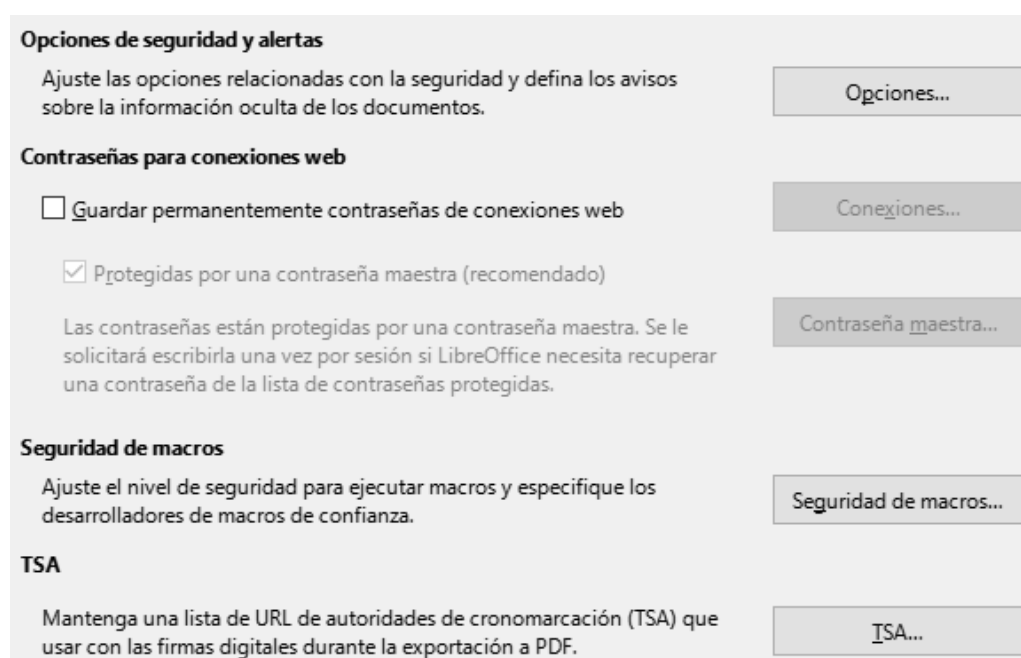 Opciones de seguridad y alertas
Ajuste las opciones relacionadas con la seguridad y defina los avisos
sobre la información oculta de los documentos.
Opciones...
Contraseñas para conexiones web
Guardar permanentemente contraseñas de conexiones web
Conexiones...
Protegidas por una contraseña maestra (recomendado)
Las contraseñas están protegidas por una contraseña maestra. Se le
solicitará escribirla una vez por sesión si LibreOffice necesita recuperar
una contraseña de la lista de contraseñas protegidas.
Contraseña maestra...
Seguridad de macros
Ajuste el nivel de seguridad para ejecutar macros y especifique los
desarrolladores de macros de confianza.
Seguridad de macros...
TSA
Mantenga una lista de URL de autoridades de cronomarcación (TSA) que
usar con las firmas digitales durante la exportación a PDF.
TSA...